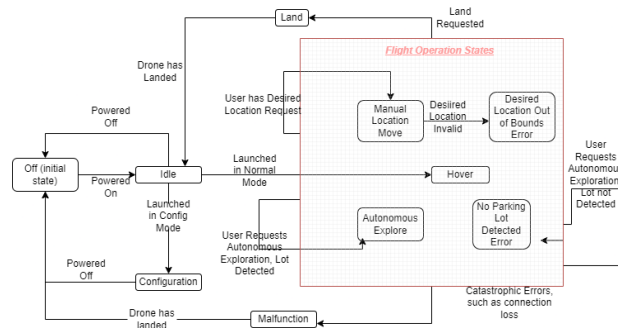 Land
Requested
Land
Flight Operation States
Drone has
Landed
User has Desired
Location Request
Manual
Location
Move
Desiired
Location
Invalid
Desired
Location Out
of Bounds
Error
Powered
Off
Off (initial
state)
Powered
On
Idle
Launched
in Normal
Mode
Hover
User
Requests
Autonomous
Exploration,
Lot not
Detected
Launched
in Config
Mode
User Requests
Autonomous
Exploration, Lot
Detected
Autonomous
Explore
No Parking
Lot
Detected
Error
Powered
Off
Configuration
Catastrophic Errors,
such as connection
loss
Drone has
landed
Malfunction